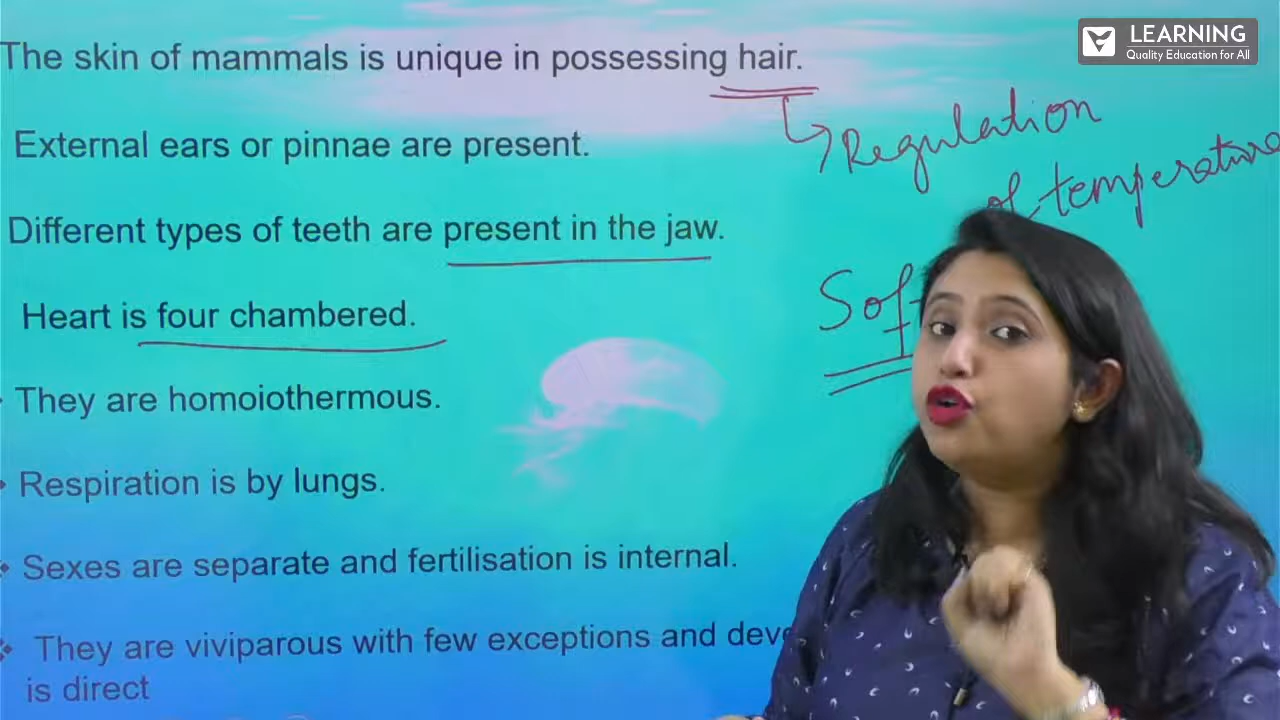 LEARNING
Quality Education for All
The skin of mammals is unique in possessing hair.
Regulation
of temperature
External ears or pinnae are present.
Different types of teeth are present in the jaw.
Heart is four chambered.
They are homoiothermous.
Respiration is by lungs.
Sexes are separate and fertilisation is internal.
They are viviparous with few exceptions and
is direct